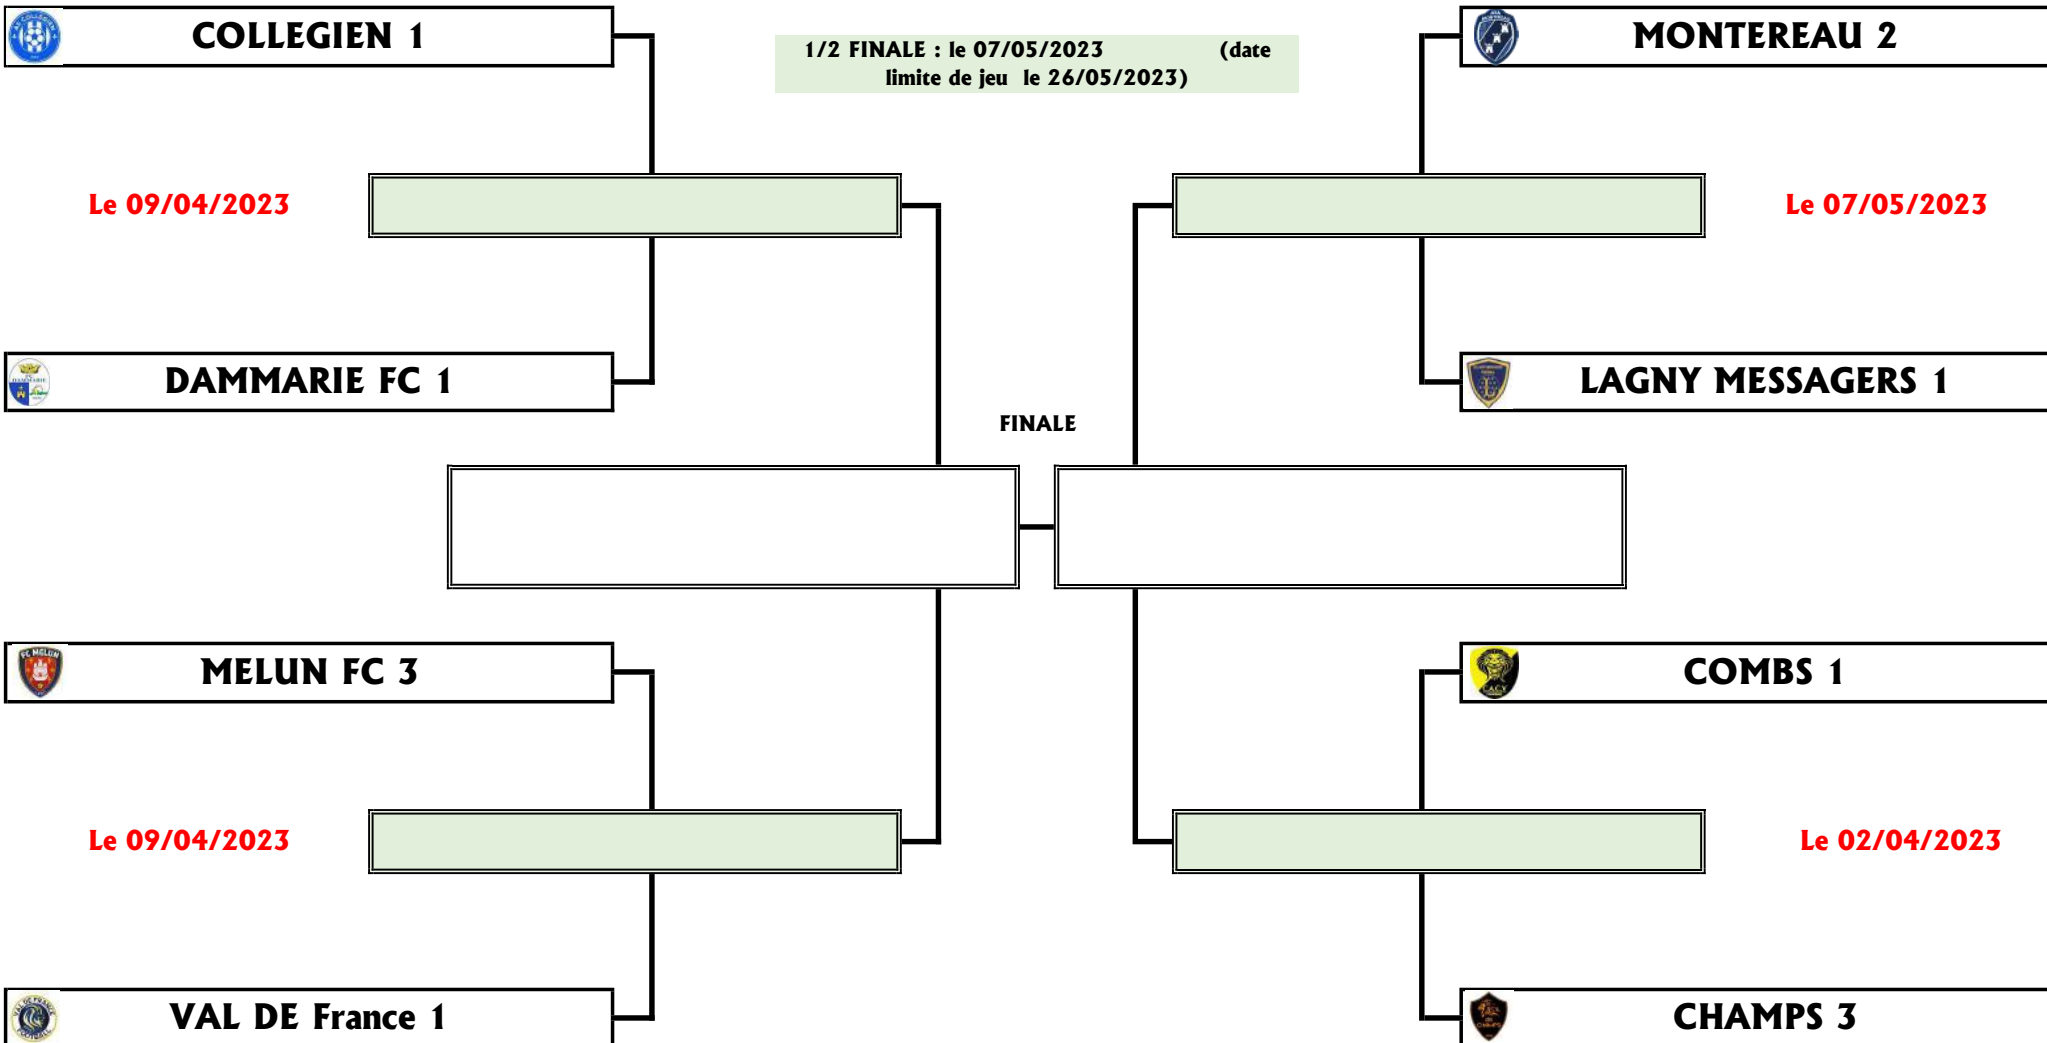 COLLEGIEN 1
1/2 FINALE : le 07/05/2023 (date
limite de jeu le 26/05/2023)
MONTEREAU 2
Le 09/04/2023
Le 07/05/2023
DAMMARIE FC 1
LAGNY MESSAGERS 1
FINALE
FC MELUN
MELUN FC 3
COMBS 1
Le 09/04/2023
Le 02/04/2023
VAL DE France 1
CHAMPS 3